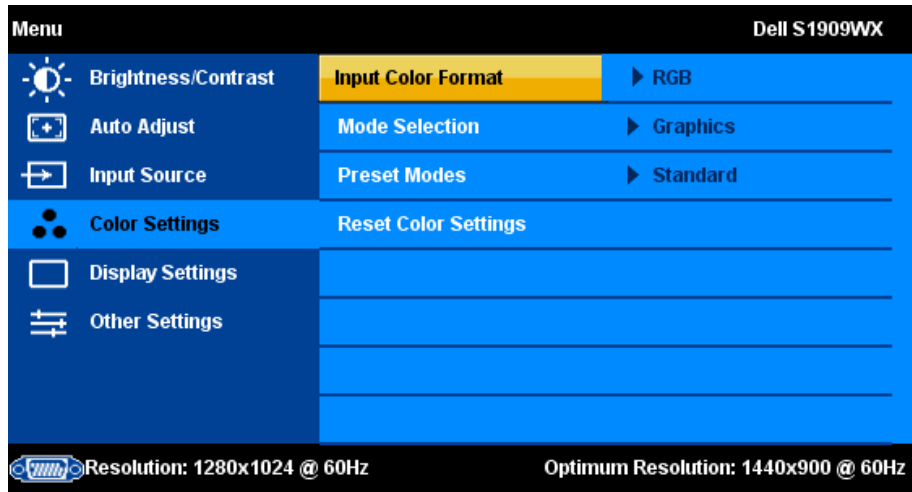 Menu Dell S1909WX
Brightness/Contrast Input Color Format RGB
Auto Adjust Mode Selection Graphics
Input Source Preset Modes Standard
Color Settings Reset Color Settings
Display Settings
Other Settings
Resolution: 1280x1024 @ 60Hz Optimum Resolution: 1440x900 @ 60Hz